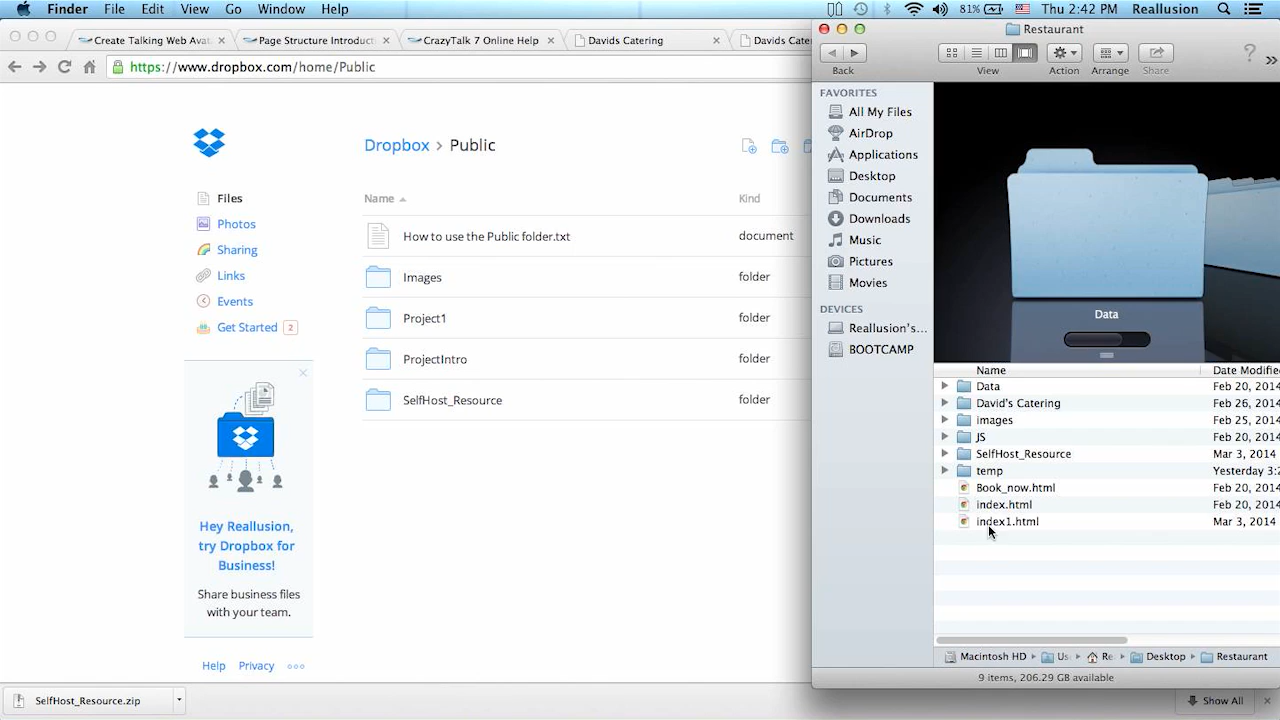 Finder File Edit View Go Window Help
81% Thu 2:42 PM Reallusion
Create Talking Web Avat
Page Structure Introduct
CrazyTalk 7 Online Help
Davids Catering
Davids Cate
https://www.dropbox.com/home/Public
Dropbox › Public
Files
Photos
Sharing
Links
Events
Get Started 2
Hey Reallusion,
try Dropbox for
Business!
Share business files
with your team.
Help Privacy
Name Kind
How to use the Public folder.txt document
Images folder
Project1 folder
ProjectIntro folder
SelfHost_Resource folder
SelfHost_Resource.zip
Show All
Restaurant
Back View Action Arrange Share
FAVORITES
All My Files
AirDrop
Applications
Desktop
Documents
Downloads
Music
Pictures
Movies
DEVICES
Reallusion's...
BOOTCAMP
Data
Name Date Modifie
Data Feb 20, 2014
David's Catering Feb 26, 2014
images Feb 25, 2014
JS Feb 20, 2014
SelfHost_Resource Mar 3, 2014
temp Yesterday 3:2
Book_now.html Feb 20, 2014
index.html Feb 20, 2014
index1.html Mar 3, 2014
Macintosh HD Us Re Desktop Restaurant
9 items, 206.29 GB available